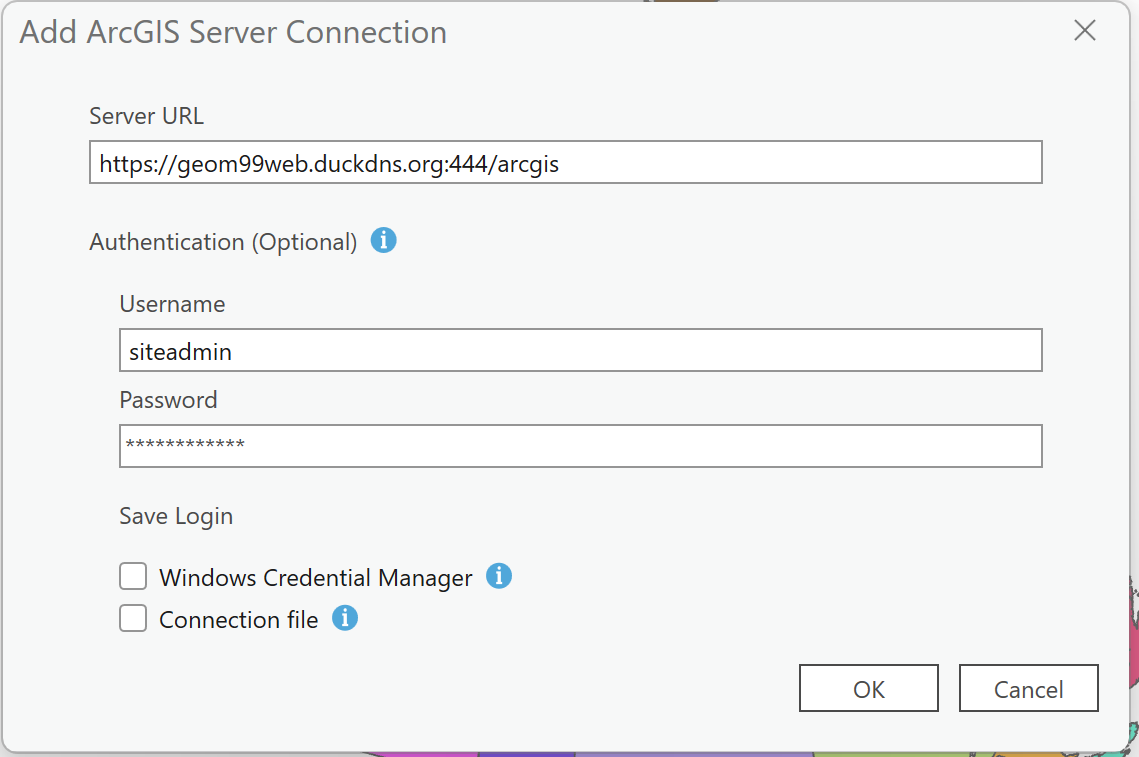 Add ArcGIS Server Connection
Server URL
https://geom99web.duckdns.org:444/arcgis
Authentication (Optional)
Username
siteadmin
Password
************
Save Login
Windows Credential Manager
Connection file
OK Cancel